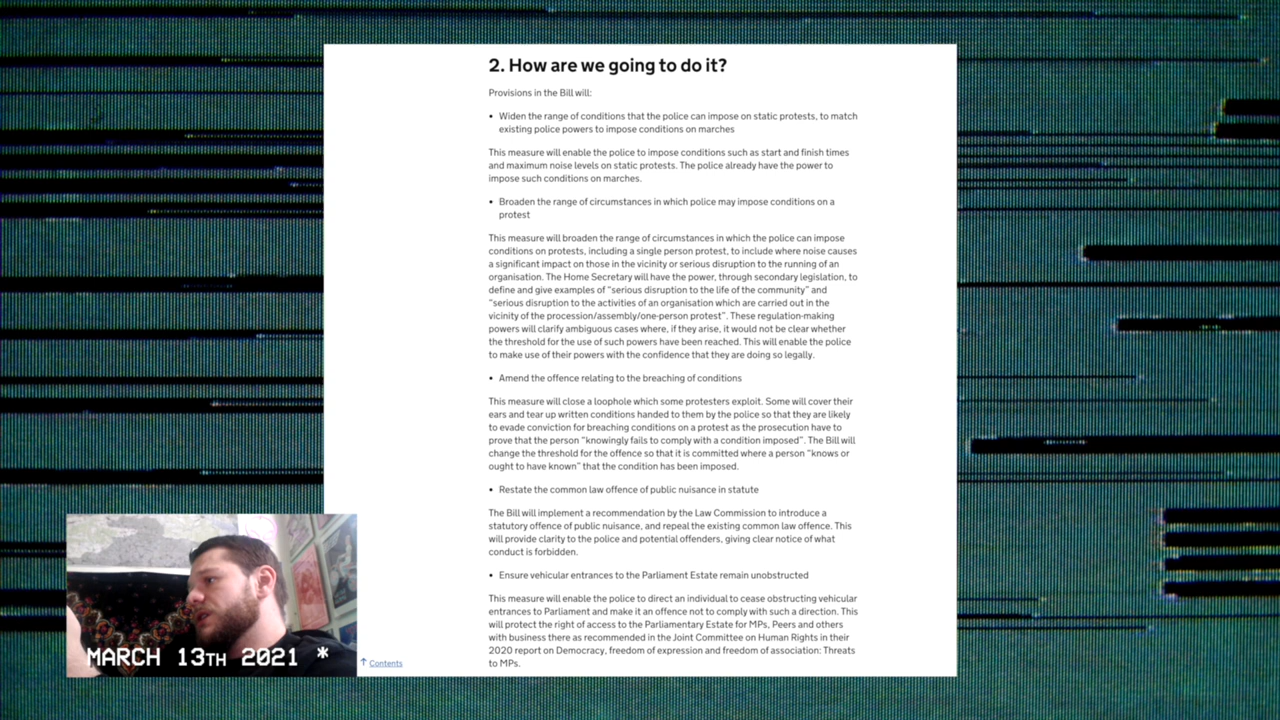 2. How are we going to do it?
Provisions in the Bill will:
• Widen the range of conditions that the police can impose on static protests, to match
existing police powers to impose conditions on marches
This measure will enable the police to impose conditions such as start and finish times
and maximum noise levels on static protests. The police already have the power to
impose such conditions on marches.
• Broaden the range of circumstances in which police may impose conditions on a
protest
This measure will broaden the range of circumstances in which the police can impose
conditions on protests, including a single person protest, to include where noise causes
a significant impact on those in the vicinity or serious disruption to the running of an
organisation. The Home Secretary will have the power, through secondary legislation, to
define and give examples of “serious disruption to the life of the community” and
“serious disruption to the activities of an organisation which are carried out in the
vicinity of the procession/assembly/one-person protest”. These regulation-making
powers will clarify ambiguous cases where, if they arise, it would not be clear whether
the threshold for the use of such powers have been reached. This will enable the police
to make use of their powers with the confidence that they are doing so legally.
• Amend the offence relating to the breaching of conditions
This measure will close a loophole which some protesters exploit. Some will cover their
ears and tear up written conditions handed to them by the police so that they are likely
to evade conviction for breaching conditions on a protest as the prosecution have to
prove that the person “knowingly fails to comply with a condition imposed”. The Bill will
change the threshold for the offence so that it is committed where a person “knows or
ought to have known” that the condition has been imposed.
• Restate the common law offence of public nuisance in statute
The Bill will implement a recommendation by the Law Commission to introduce a
statutory offence of public nuisance, and repeal the existing common law offence. This
will provide clarity to the police and potential offenders, giving clear notice of what
conduct is forbidden.
• Ensure vehicular entrances to the Parliament Estate remain unobstructed
This measure will enable the police to direct an individual to cease obstructing vehicular
entrances to Parliament and make it an offence not to comply with such a direction. This
will protect the right of access to the Parliamentary Estate for MPs, Peers and others
with business there as recommended in the Joint Committee on Human Rights in their
2020 report on Democracy, freedom of expression and freedom of association: Threats
to MPs.
↑ Contents
MARCH 13TH 2021 *